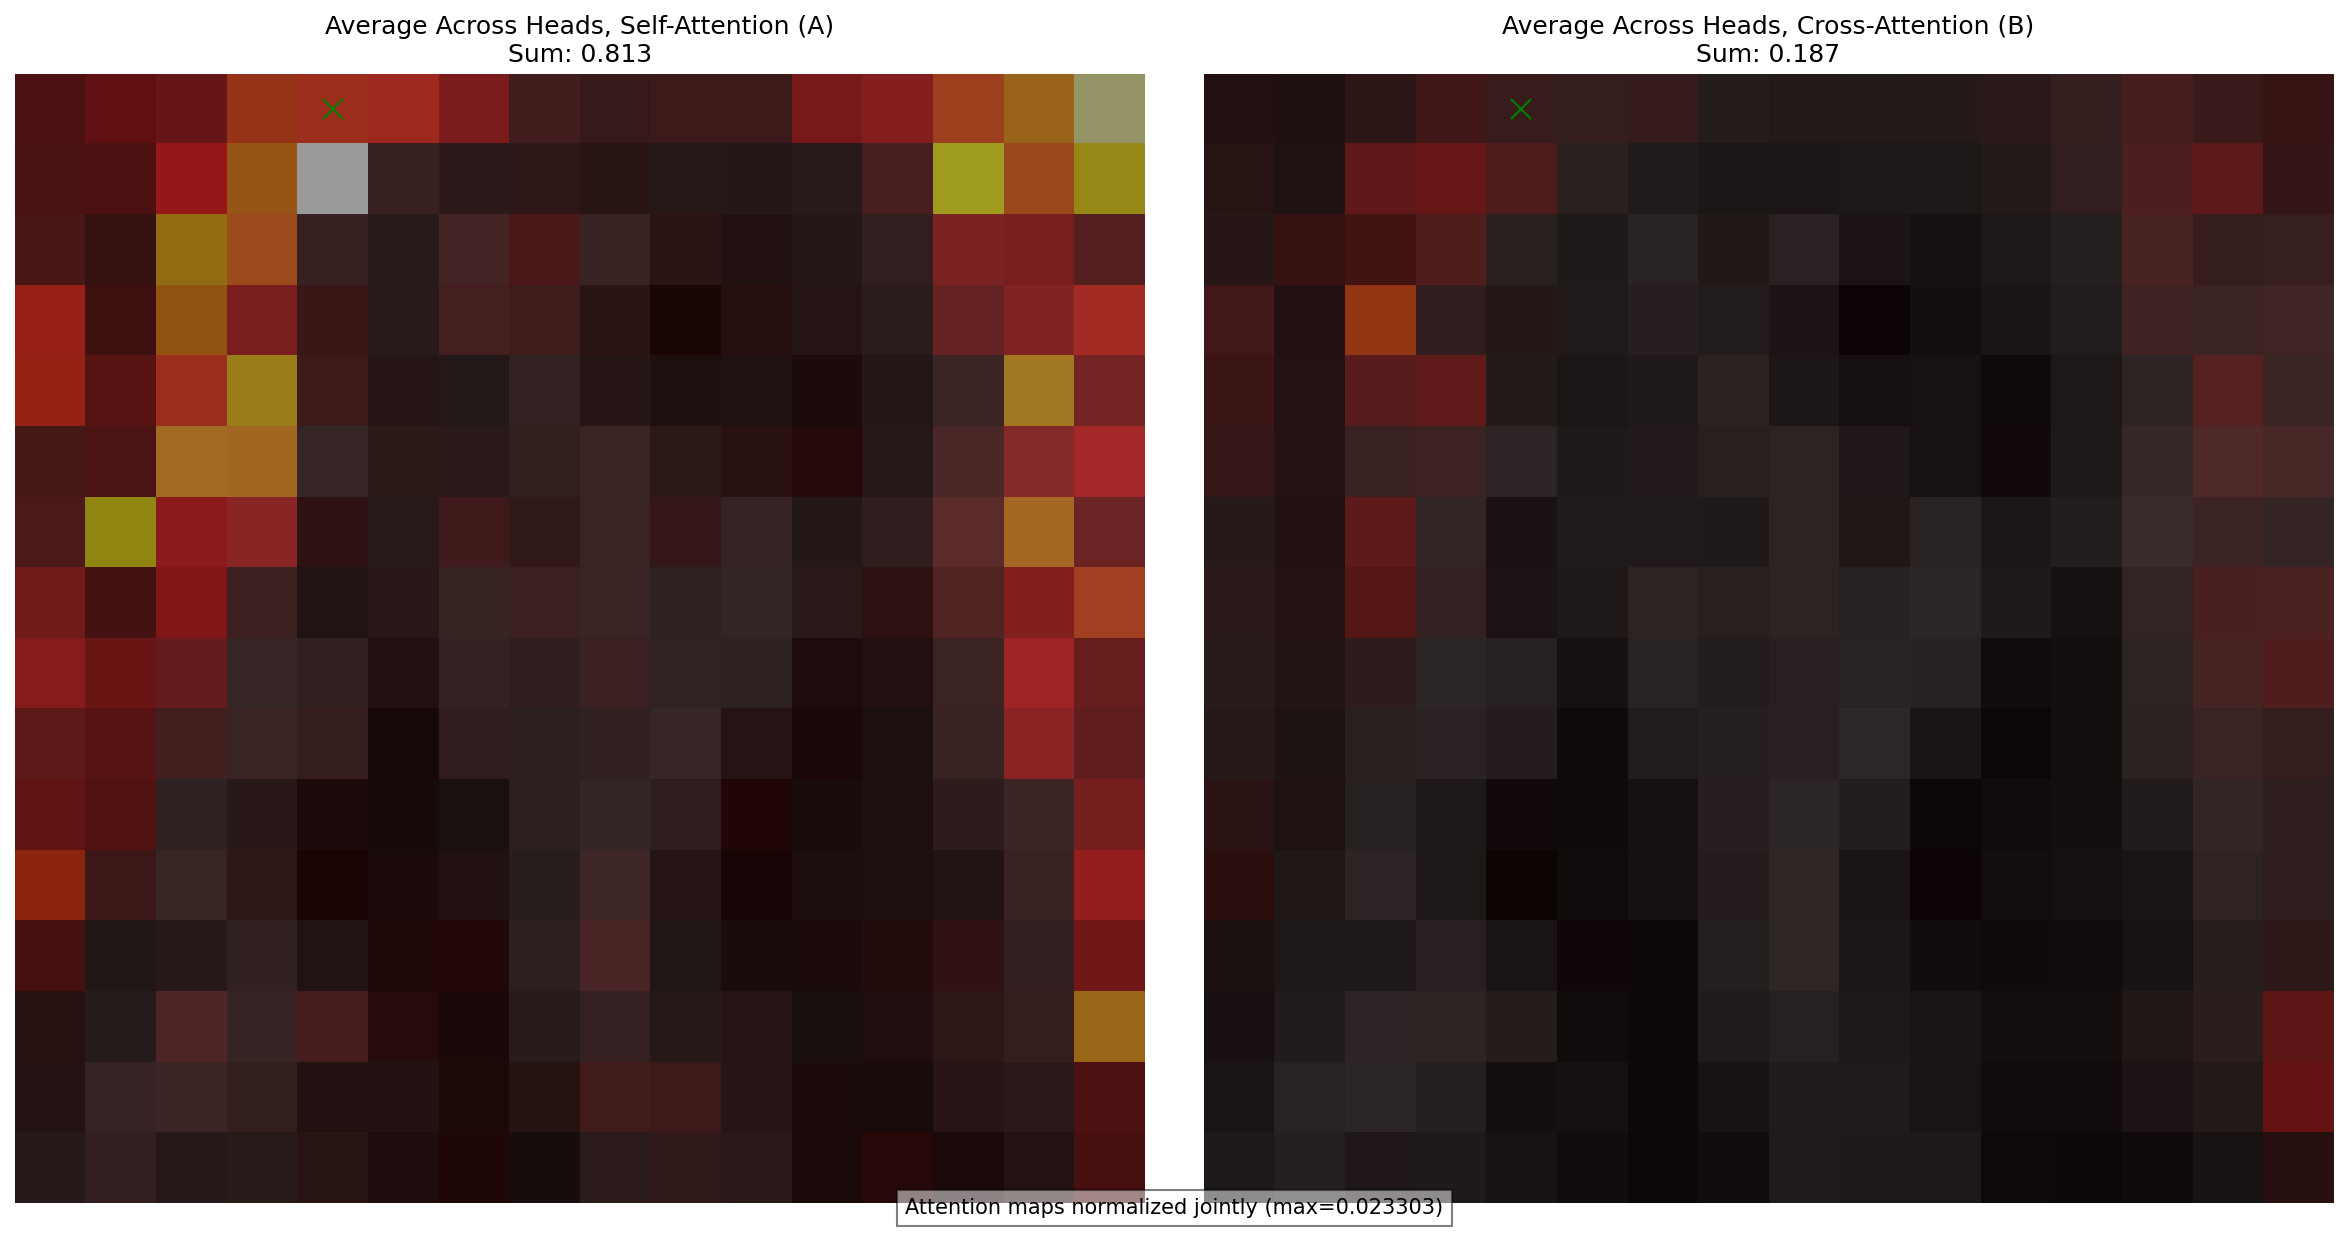 Average Across Heads, Self-Attention (A)
Sum: 0.813
Average Across Heads, Cross-Attention (B)
Sum: 0.187
Attention maps normalized jointly (max=0.023303)